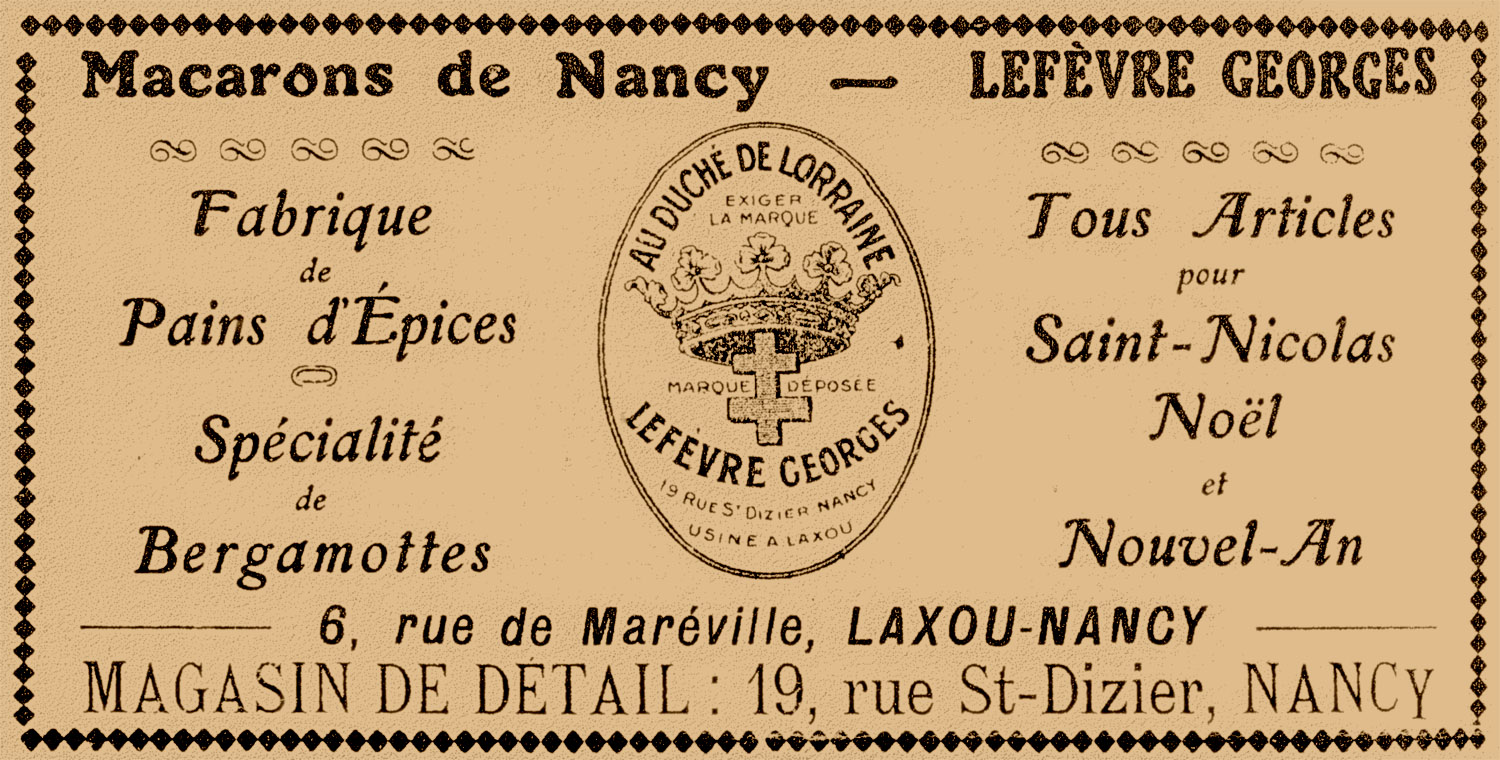 Macarons de Nancy — LEFÈVRE GEORGES
Fabrique
de
Pains d'Épices
Spécialité
de
Bergamottes
AU DUCHÉ DE LORRAINE
EXIGER
LA MARQUE
MARQUE DÉPOSÉE
LEFÈVRE GEORGES
19 RUE St DIZIER NANCY
USINE A LAXOU
Tous Articles
pour
Saint-Nicolas
Noël
et
Nouvel-An
6, rue de Maréville, LAXOU-NANCY
MAGASIN DE DÉTAIL : 19, rue St-Dizier, NANCY